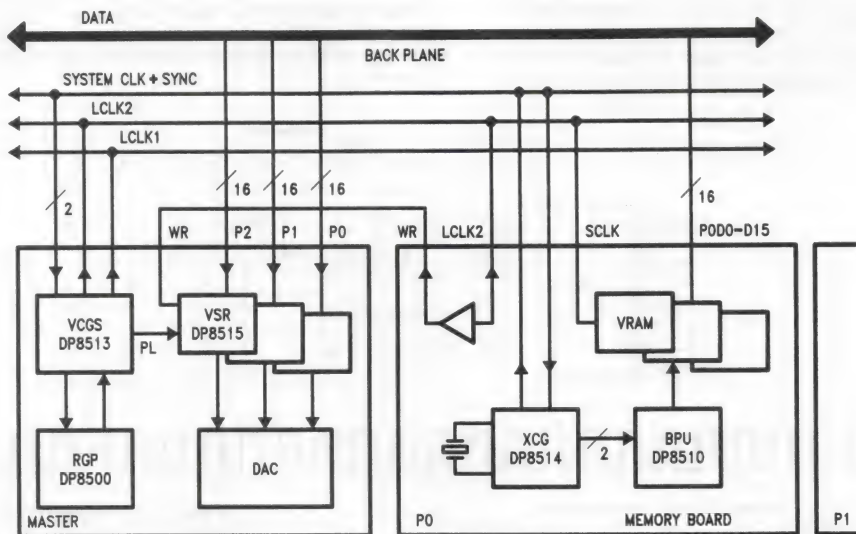 DATA
BACK PLANE
SYSTEM CLK + SYNC
LCLK2
LCLK1
2
16
16
16
16
WR
P2
P1
P0
WR
LCLK2
SCLK
P0D0-D15
VCGS
DP8513
PL
VSR
DP8515
VRAM
RGP
DP8500
DAC
XCG
DP8514
2
BPU
DP8510
MASTER
P0
MEMORY BOARD
P1